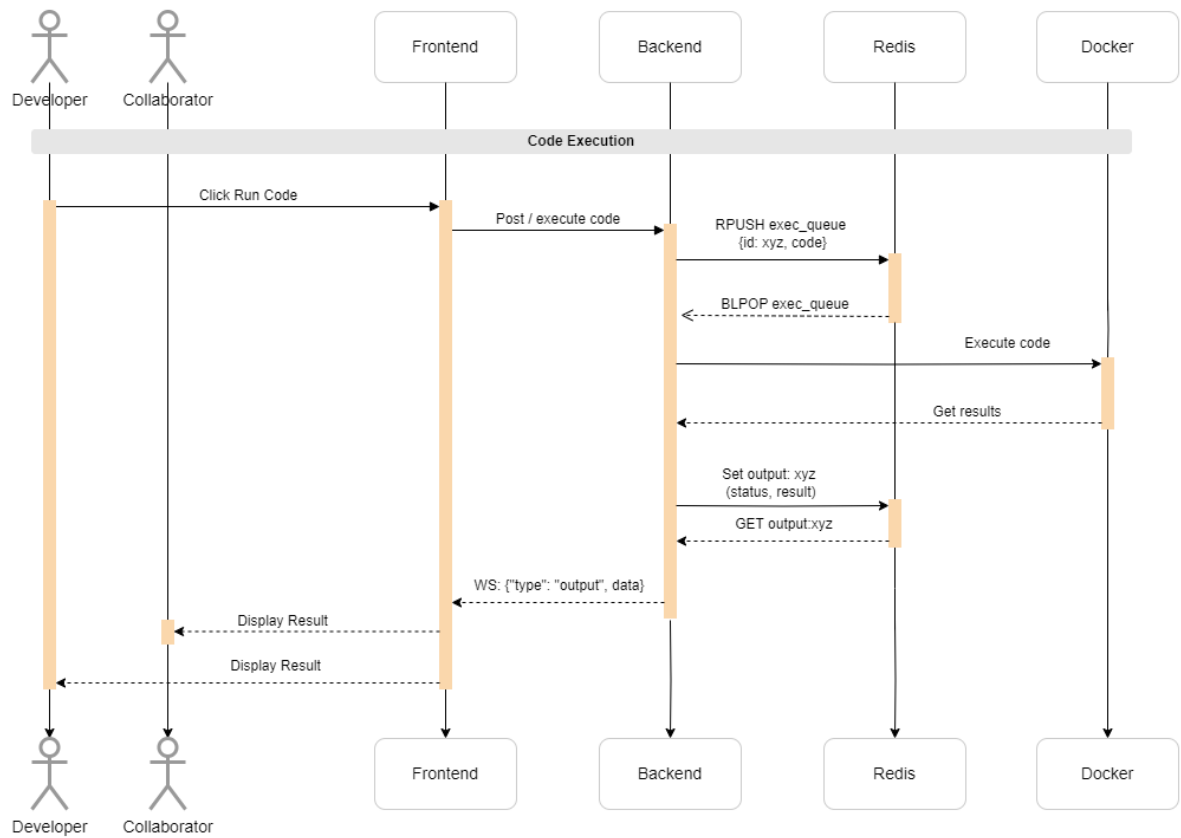 Frontend
Backend
Redis
Docker
Developer
Collaborator
Code Execution
Click Run Code
Post / execute code
RPUSH exec_queue
{id: xyz, code}
BLPOP exec_queue
Execute code
Get results
Set output: xyz
(status, result)
GET output:xyz
WS: {"type": "output", data}
Display Result
Display Result
Frontend
Backend
Redis
Docker
Developer
Collaborator